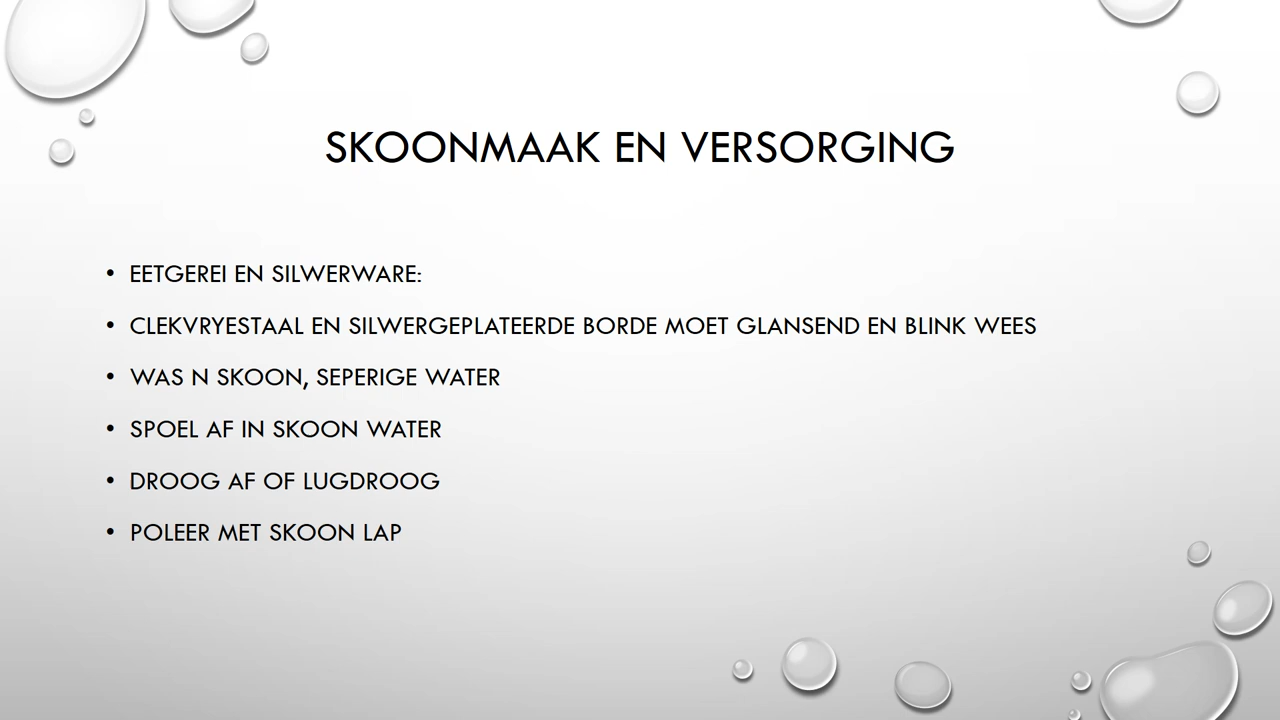 SKOONMAAK EN VERSORGING
• EETGEREI EN SILWERWARE:
• CLEKVRYESTAAL EN SILWERGEPLATEERDE BORDE MOET GLANSEND EN BLINK WEES
• WAS N SKOON, SEPERIGE WATER
• SPOEL AF IN SKOON WATER
• DROOG AF OF LUGDROOG
• POLEER MET SKOON LAP